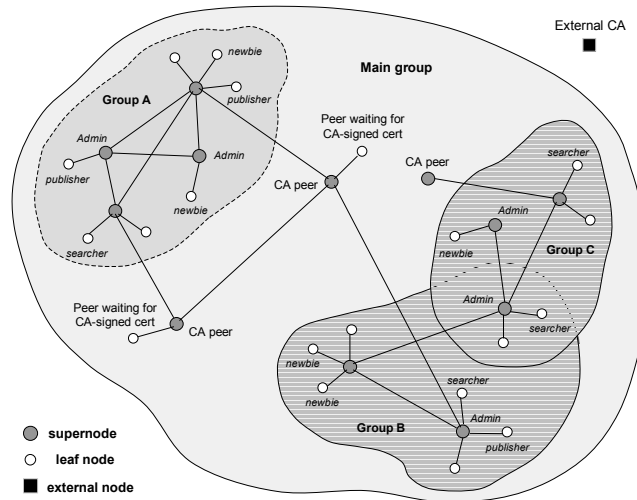 External CA
newbie
Main group
Group A
publisher
Peer waiting for
CA-signed cert
Admin
searcher
Admin
CA peer
publisher
CA peer
newbie
Admin
searcher
newbie
Group C
Peer waiting for
CA-signed cert
Admin
CA peer
searcher
newbie
searcher
newbie
Admin
Group B
publisher
supernode
leaf node
external node